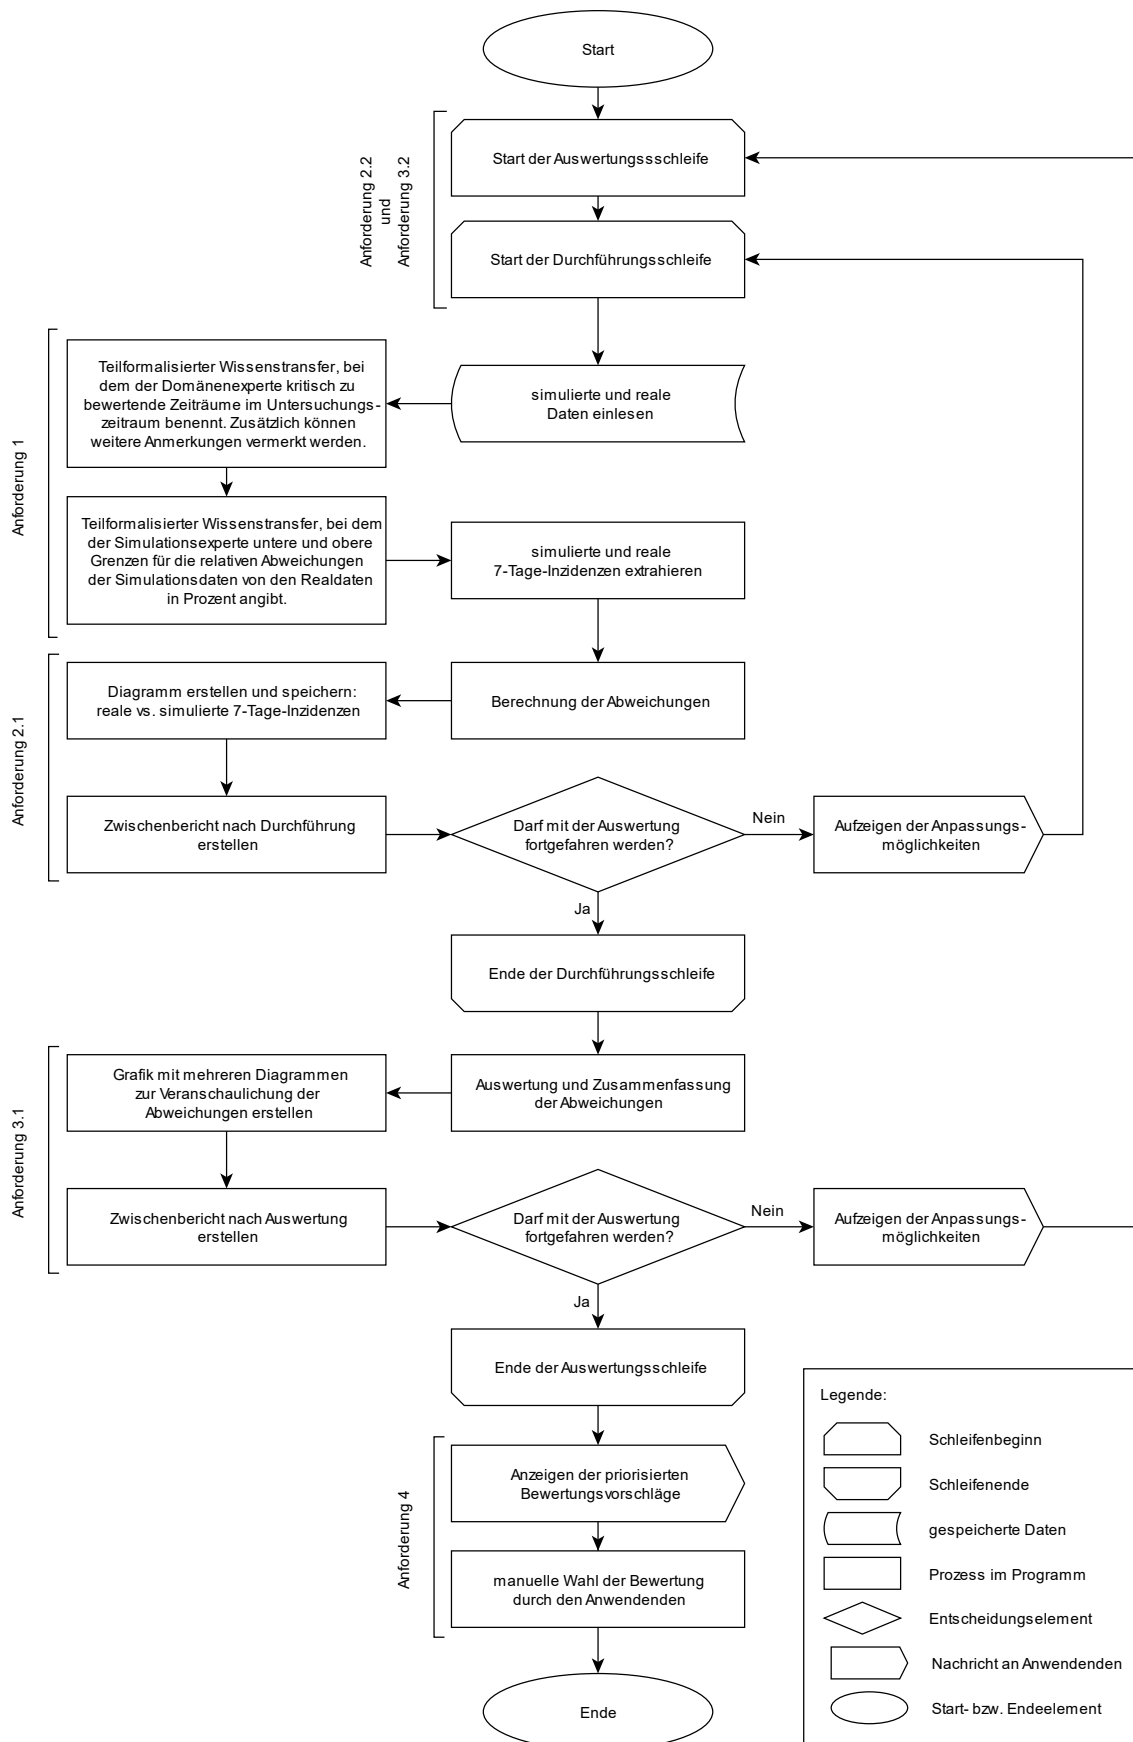 Start
Anforderung 2.2
und
Anforderung 3.2
Start der Auswertungssschleife
Start der Durchführungsschleife
simulierte und reale
Daten einlesen
Anforderung 1
Teilformalisierter Wissenstransfer, bei
dem der Domänenexperte kritisch zu
bewertende Zeiträume im Untersuchungs-
zeitraum benennt. Zusätzlich können
weitere Anmerkungen vermerkt werden.
Teilformalisierter Wissenstransfer, bei dem
der Simulationsexperte untere und obere
Grenzen für die relativen Abweichungen
der Simulationsdaten von den Realdaten
in Prozent angibt.
simulierte und reale
7-Tage-Inzidenzen extrahieren
Berechnung der Abweichungen
Anforderung 2.1
Diagramm erstellen und speichern:
reale vs. simulierte 7-Tage-Inzidenzen
Zwischenbericht nach Durchführung
erstellen
Darf mit der Auswertung
fortgefahren werden?
Nein
Aufzeigen der Anpassungs-
möglichkeiten
Ja
Ende der Durchführungsschleife
Auswertung und Zusammenfassung
der Abweichungen
Anforderung 3.1
Grafik mit mehreren Diagrammen
zur Veranschaulichung der
Abweichungen erstellen
Zwischenbericht nach Auswertung
erstellen
Darf mit der Auswertung
fortgefahren werden?
Nein
Aufzeigen der Anpassungs-
möglichkeiten
Ja
Ende der Auswertungsschleife
Anforderung 4
Anzeigen der priorisierten
Bewertungsvorschläge
manuelle Wahl der Bewertung
durch den Anwendenden
Ende
Legende:
Schleifenbeginn
Schleifenende
gespeicherte Daten
Prozess im Programm
Entscheidungselement
Nachricht an Anwendenden
Start- bzw. Endeelement